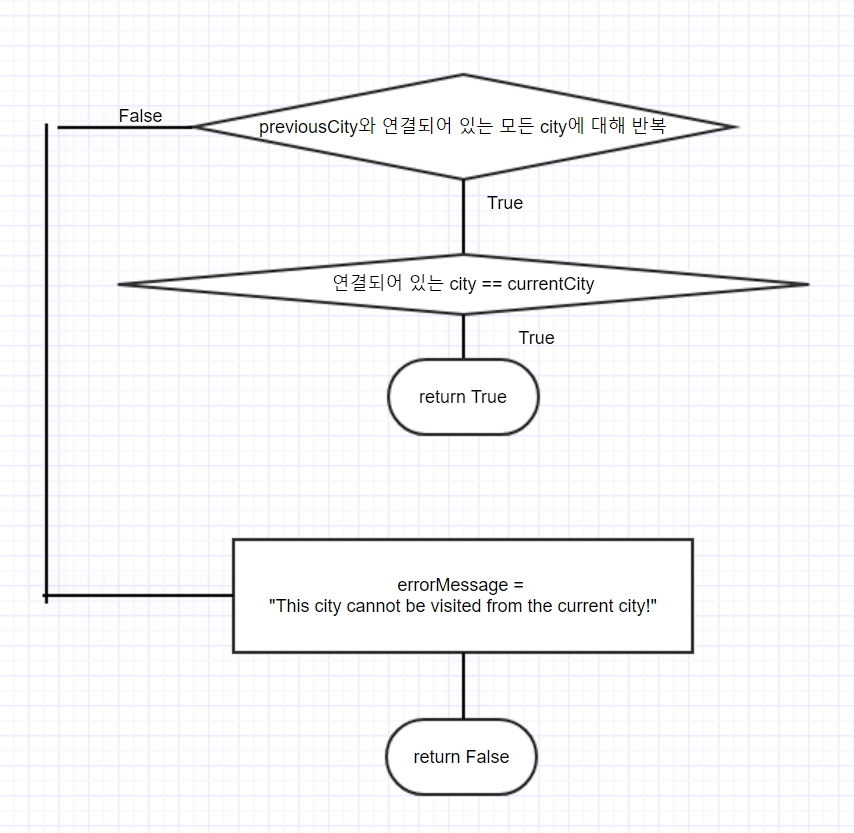 False
previousCity와 연결되어 있는 모든 city에 대해 반복
True
연결되어 있는 city == currentCity
True
return True
errorMessage =
"This city cannot be visited from the current city!"
return False